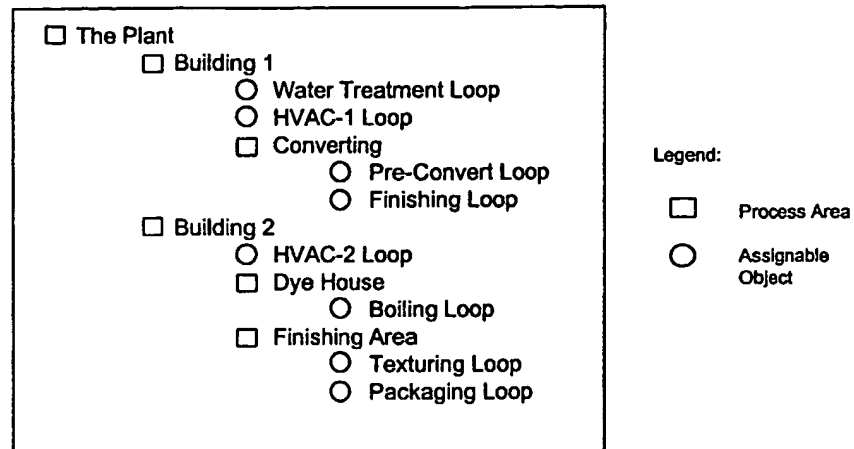 The Plant
Building 1
Water Treatment Loop
HVAC-1 Loop
Converting
Pre-Convert Loop
Finishing Loop
Building 2
HVAC-2 Loop
Dye House
Boiling Loop
Finishing Area
Texturing Loop
Packaging Loop
Legend:
Process Area
Assignable
Object